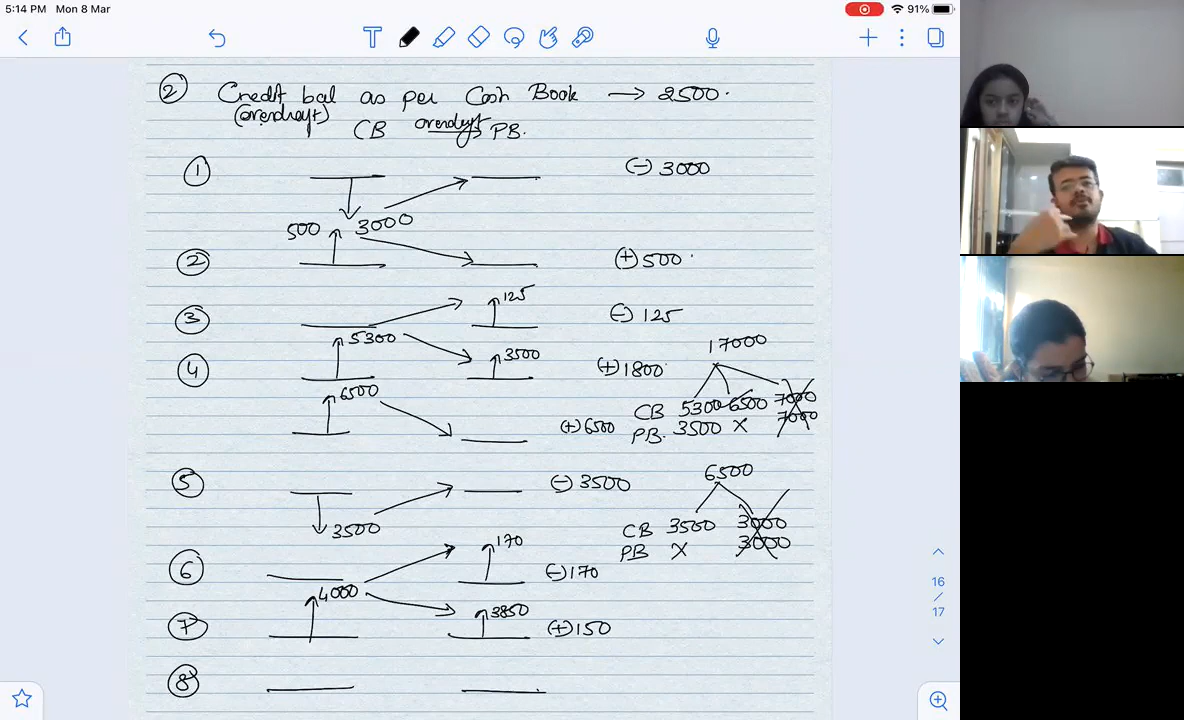 5:14 PM Mon 8 Mar 91%
② Credit bal as per Cash Book → 2500.
(overdraft) overdraft
CB → PB.
① (-) 3000
500 3000
② (+) 500.
③ 125 (-) 125
17000
④ 5300 3500 (+) 1800.
CB 5300 6500 7000
PB. 3500 X 7000
6500 (+) 6500
6500
⑤ (-) 3500
3500
CB 3500 3000
PB X 3000
⑥ 170 (-) 170
4000
⑦ 3850 (+) 150
⑧
16
/
17